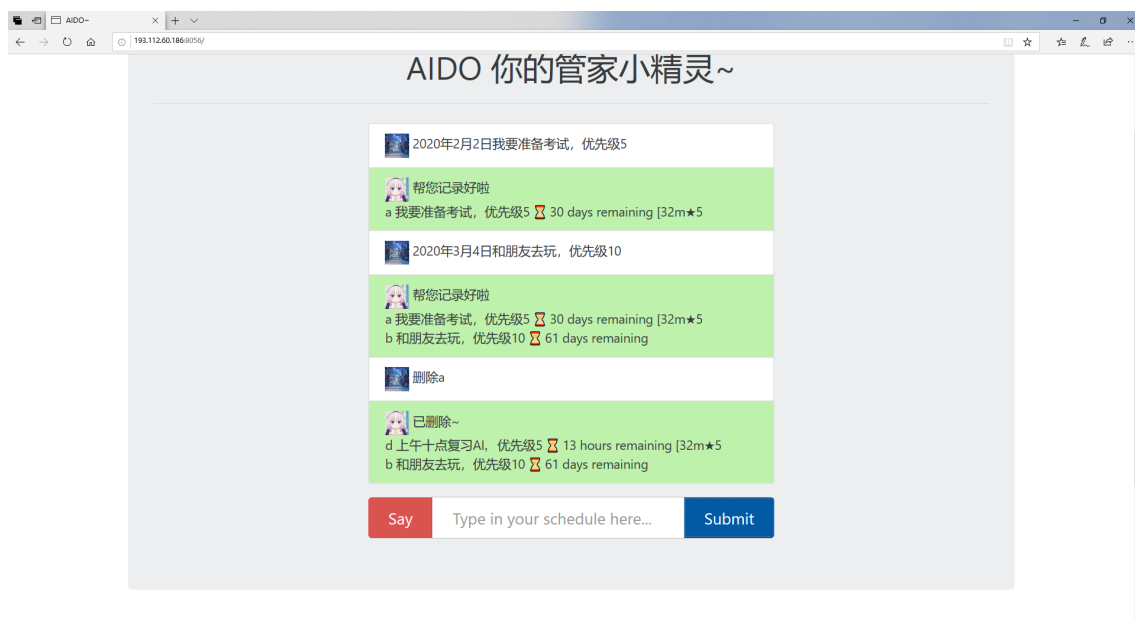 AIDO~
193.112.60.186:8056/
AIDO 你的管家小精灵~
2020年2月2日我要准备考试，优先级5
帮您记录好啦
a 我要准备考试，优先级5 ⌛ 30 days remaining [32m★5
2020年3月4日和朋友去玩，优先级10
帮您记录好啦
a 我要准备考试，优先级5 ⌛ 30 days remaining [32m★5
b 和朋友去玩，优先级10 ⌛ 61 days remaining
删除a
已删除~
d 上午十点复习AI，优先级5 ⌛ 13 hours remaining [32m★5
b 和朋友去玩，优先级10 ⌛ 61 days remaining
Say Type in your schedule here... Submit